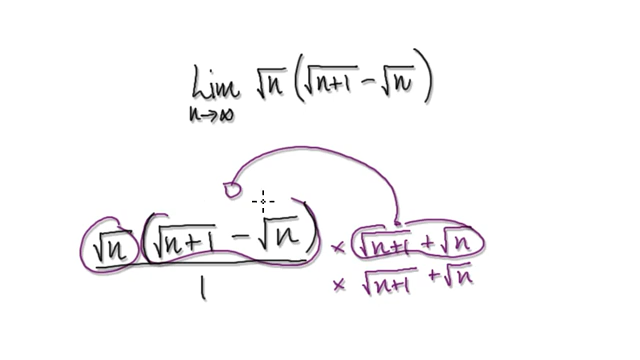 Lim √n (√n+1 − √n)
n→∞
√n (√n+1 − √n) × √n+1 + √n
1 × √n+1 + √n